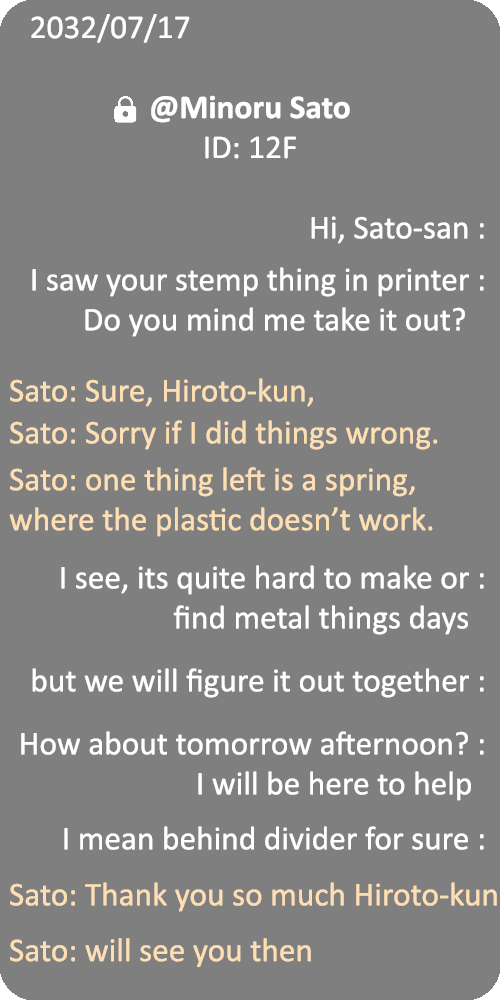 2032/07/17
@Minoru Sato
ID: 12F
Hi, Sato-san :
I saw your stemp thing in printer :
Do you mind me take it out?
Sato: Sure, Hiroto-kun,
Sato: Sorry if I did things wrong.
Sato: one thing left is a spring,
where the plastic doesn’t work.
I see, its quite hard to make or :
find metal things days
but we will figure it out together :
How about tomorrow afternoon? :
I will be here to help
I mean behind divider for sure :
Sato: Thank you so much Hiroto-kun
Sato: will see you then